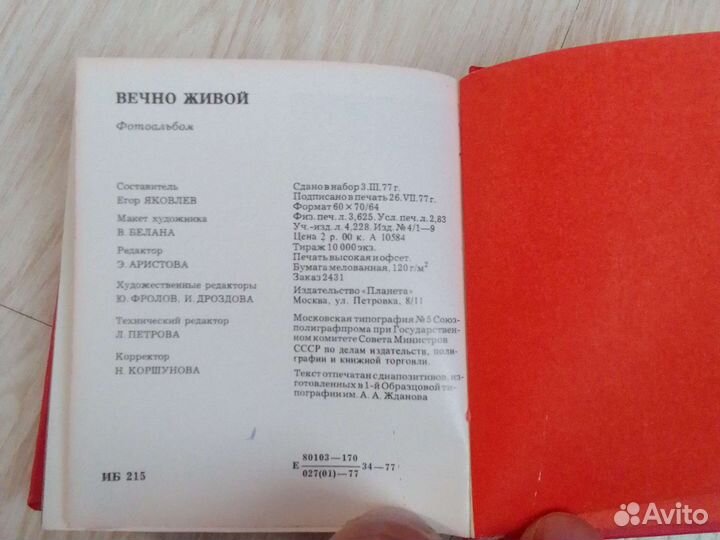 ВЕЧНО ЖИВОЙ
Фотоальбом
Составитель
Егор ЯКОВЛЕВ
Макет художника
В. БЕЛАНА
Редактор
Э. АРИСТОВА
Художественные редакторы
Ю. ФРОЛОВ, И. ДРОЗДОВА
Технический редактор
Л. ПЕТРОВА
Корректор
Н. КОРШУНОВА
Сдано в набор 3.III.77 г.
Подписано в печать 26.VII.77 г.
Формат 60 × 70/64
Физ. печ. л. 3,625. Усл. печ. л. 2,83
Уч.-изд. л. 4,228. Изд. № 4/1—9
Цена 2 р. 00 к. А 10584
Тираж 10 000 экз.
Печать высокая и офсет.
Бумага мелованная, 120 г/м²
Заказ 2431
Издательство «Планета»
Москва, ул. Петровка, 8/11
Московская типография № 5 Союз-
полиграфпрома при Государствен-
ном комитете Совета Министров
СССР по делам издательств, поли-
графии и книжной торговли.
Текст отпечатан с диапозитивов, из-
готовленных в 1-й Образцовой ти-
пографии им. А. А. Жданова
80103—170
Е 34—77
027(01)—77
ИБ 215
Avito